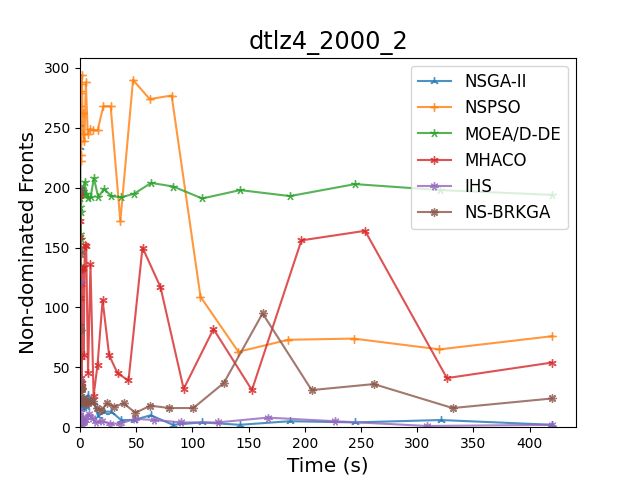 dtlz4_2000_2
Non-dominated Fronts
300
250
200
150
100
50
0
0 50 100 150 200 250 300 350 400
Time (s)
NSGA-II
NSPSO
MOEA/D-DE
MHACO
IHS
NS-BRKGA